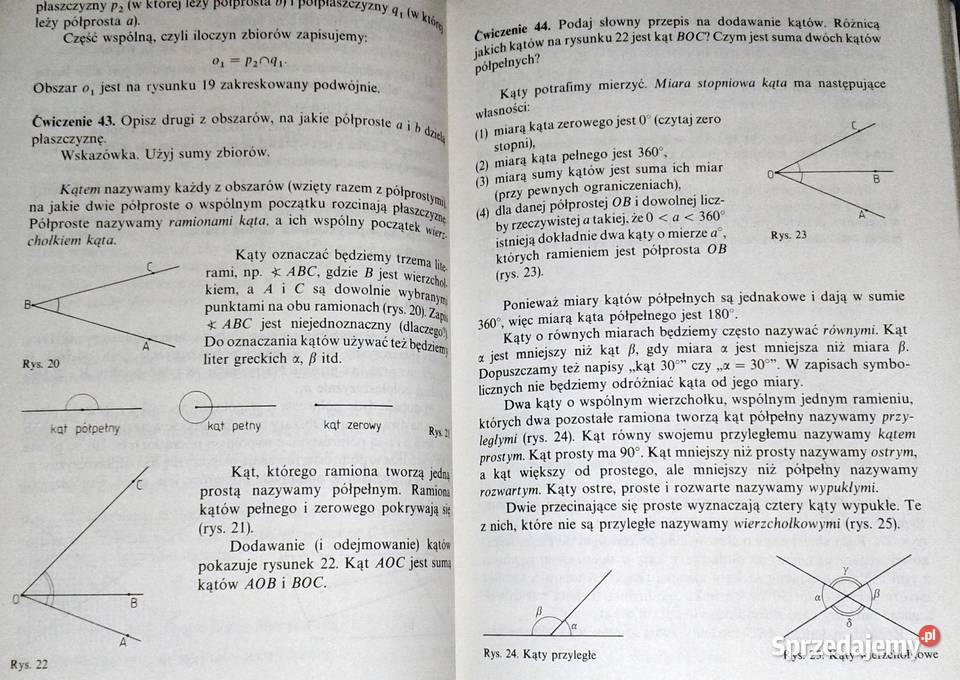 płaszczyzny p₂ (w której leży półprosta b) i półpłaszczyzny q₁ (w której
leży półprosta a).
Część wspólną, czyli iloczyn zbiorów zapisujemy:
o₁ = p₂∩q₁.
Obszar o₁ jest na rysunku 19 zakreskowany podwójnie.
Ćwiczenie 43. Opisz drugi z obszarów, na jakie półproste a i b dzielą
płaszczyznę.
Wskazówka. Użyj sumy zbiorów.
Kątem nazywamy każdy z obszarów (wzięty razem z półprostymi),
na jakie dwie półproste o wspólnym początku rozcinają płaszczyznę.
Półproste nazywamy ramionami kąta, a ich wspólny początek wierz-
chołkiem kąta.
Kąty oznaczać będziemy trzema lite-
rami, np. ∢ ABC, gdzie B jest wierzchoł-
kiem, a A i C są dowolnie wybranymi
punktami na obu ramionach (rys. 20). Zapis
∢ ABC jest niejednoznaczny (dlaczego?)
Do oznaczania kątów używać też będziemy
liter greckich α, β itd.
C
B
A
Rys. 20
kąt półpełny
kąt pełny
kąt zerowy
Rys. 21
Kąt, którego ramiona tworzą jedną
prostą nazywamy półpełnym. Ramiona
kątów pełnego i zerowego pokrywają się
(rys. 21).
Dodawanie (i odejmowanie) kątów
pokazuje rysunek 22. Kąt AOC jest sumą
kątów AOB i BOC.
C
O
B
A
Rys. 22
Ćwiczenie 44. Podaj słowny przepis na dodawanie kątów. Różnicą
jakich kątów na rysunku 22 jest kąt BOC? Czym jest suma dwóch kątów
półpełnych?
Kąty potrafimy mierzyć. Miara stopniowa kąta ma następujące
własności:
(1) miarą kąta zerowego jest 0° (czytaj zero
stopni),
(2) miarą kąta pełnego jest 360°,
(3) miarą sumy kątów jest suma ich miar
(przy pewnych ograniczeniach),
(4) dla danej półprostej OB i dowolnej licz-
by rzeczywistej a takiej, że 0 < a < 360°
istnieją dokładnie dwa kąty o mierze a°,
których ramieniem jest półprosta OB
(rys. 23).
C
O
B
A
Rys. 23
Ponieważ miary kątów półpełnych są jednakowe i dają w sumie
360°, więc miarą kąta półpełnego jest 180°.
Kąty o równych miarach będziemy często nazywać równymi. Kąt
α jest mniejszy niż kąt β, gdy miara α jest mniejsza niż miara β.
Dopuszczamy też napisy „kąt 30°” czy „α = 30°”. W zapisach symbo-
licznych nie będziemy odróżniać kąta od jego miary.
Dwa kąty o wspólnym wierzchołku, wspólnym jednym ramieniu,
których dwa pozostałe ramiona tworzą kąt półpełny nazywamy przy-
ległymi (rys. 24). Kąt równy swojemu przyległemu nazywamy kątem
prostym. Kąt prosty ma 90°. Kąt mniejszy niż prosty nazywamy ostrym,
a kąt większy od prostego, ale mniejszy niż półpełny nazywamy
rozwartym. Kąty ostre, proste i rozwarte nazywamy wypukłymi.
Dwie przecinające się proste wyznaczają cztery kąty wypukłe. Te
z nich, które nie są przyległe nazywamy wierzchołkowymi (rys. 25).
β
α
Rys. 24. Kąty przyległe
γ
α
β
δ
Rys. 25. Kąty wierzchołkowe
Sprzedajemy.pl